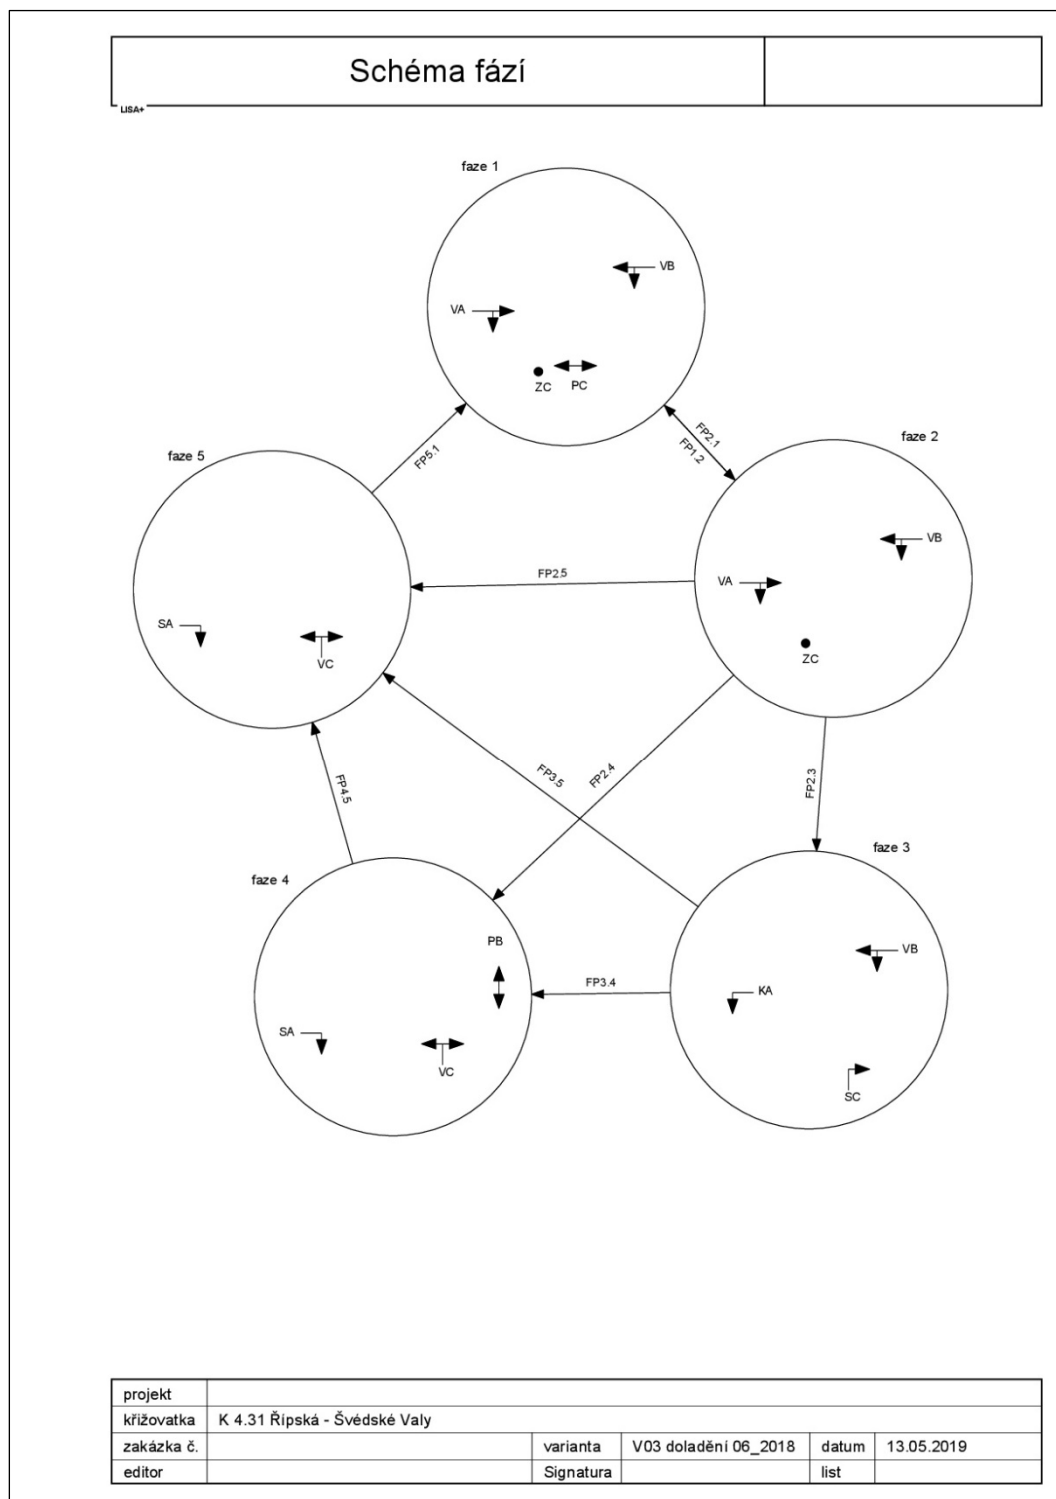 Schéma fází
LISA+
faze 1
VB
VA
ZC
PC
FP5.1
FP2.1
FP1.2
faze 5
faze 2
VB
FP2.5
VA
SA
VC
ZC
FP4.5
FP3.5
FP2.4
FP2.3
faze 3
faze 4
PB
VB
FP3.4
KA
SA
VC
SC
projekt
křižovatka K 4.31 Řípská - Švédské Valy
zakázka č. varianta V03 doladění 06_2018 datum 13.05.2019
editor Signatura list